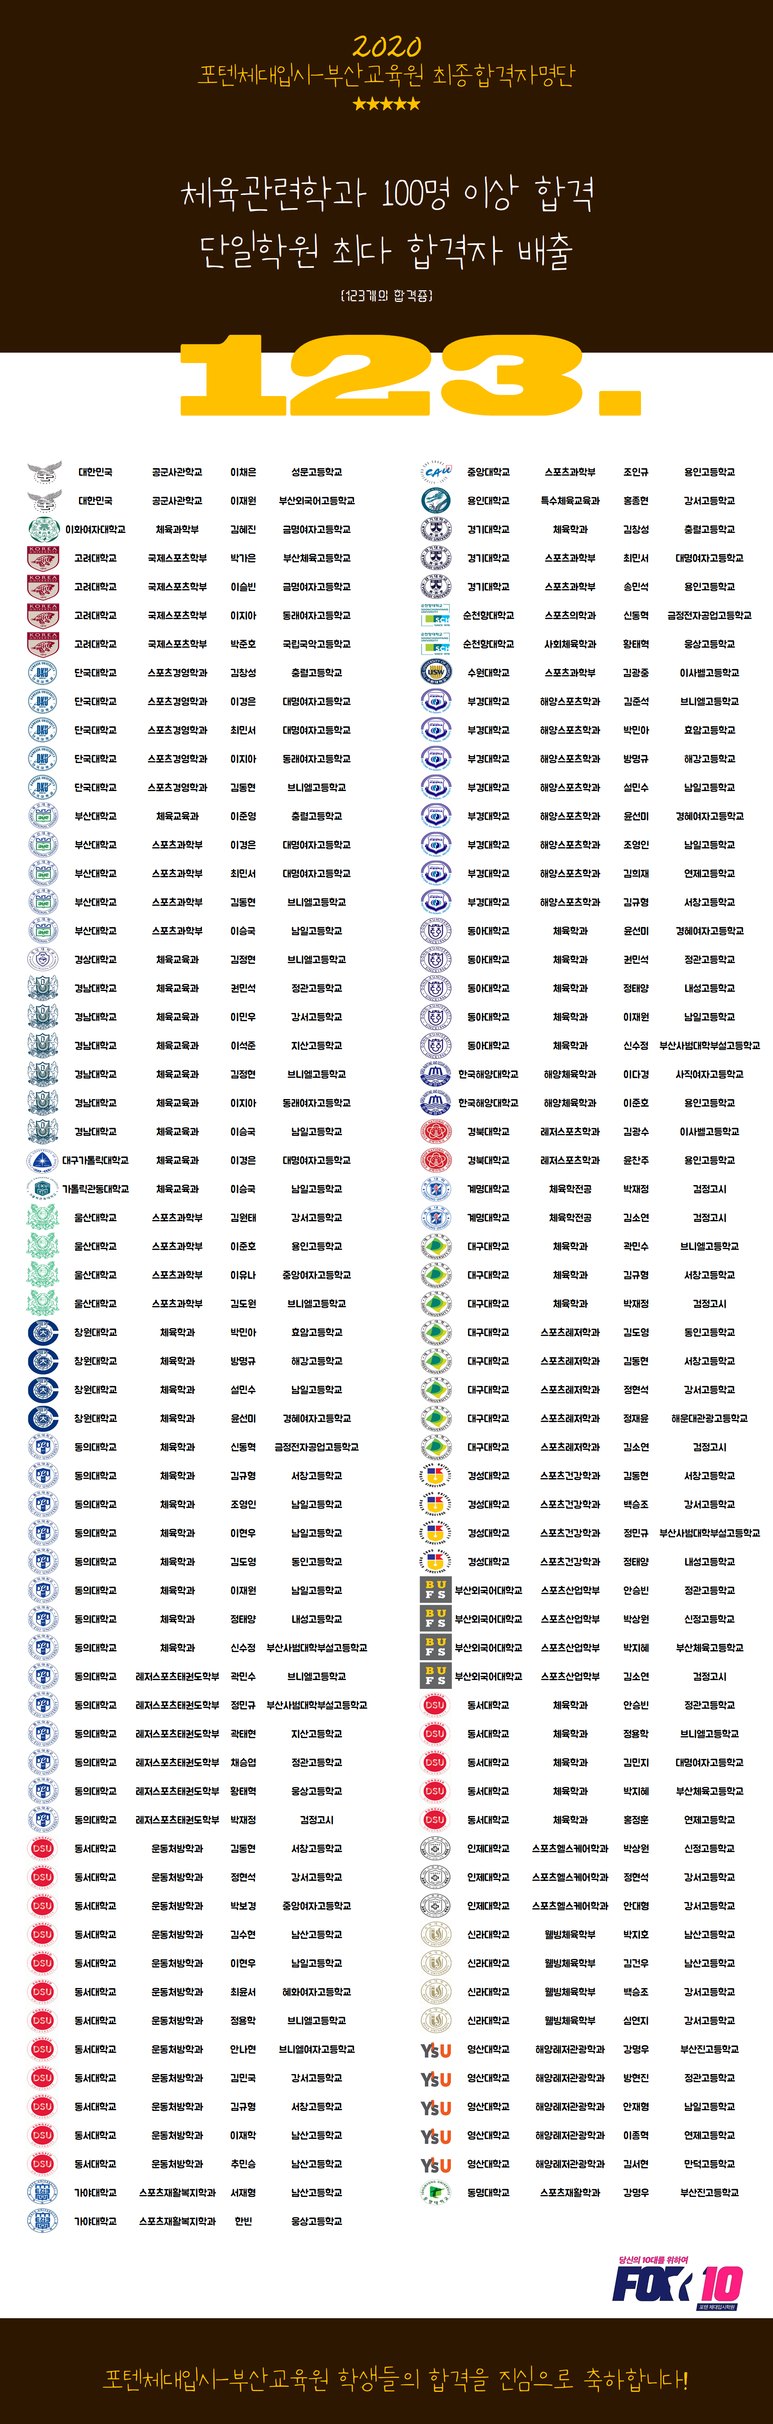 2020
포텐체대입시-부산교육원 최종합격자명단
★★★★★
체육관련학과 100명 이상 합격
단일학원 최다 합격자 배출
(123개의 합격증)
123.
대한민국 공군사관학교 이채은 성문고등학교
대한민국 공군사관학교 이재원 부산외국어고등학교
이화여자대학교 체육과학부 김혜진 금명여자고등학교
고려대학교 국제스포츠학부 박가은 부산체육고등학교
고려대학교 국제스포츠학부 이슬빈 금명여자고등학교
고려대학교 국제스포츠학부 이지아 동래여자고등학교
고려대학교 국제스포츠학부 박준호 국립국악고등학교
단국대학교 스포츠경영학과 김창성 충렬고등학교
단국대학교 스포츠경영학과 이경은 대명여자고등학교
단국대학교 스포츠경영학과 최민서 대명여자고등학교
단국대학교 스포츠경영학과 이지아 동래여자고등학교
단국대학교 스포츠경영학과 김동현 브니엘고등학교
부산대학교 체육교육과 이준영 충렬고등학교
부산대학교 스포츠과학부 이경은 대명여자고등학교
부산대학교 스포츠과학부 최민서 대명여자고등학교
부산대학교 스포츠과학부 김동현 브니엘고등학교
부산대학교 스포츠과학부 이승국 남일고등학교
경상대학교 체육교육과 김정현 브니엘고등학교
경남대학교 체육교육과 권민석 정관고등학교
경남대학교 체육교육과 이민우 강서고등학교
경남대학교 체육교육과 이석준 지산고등학교
경남대학교 체육교육과 김정현 브니엘고등학교
경남대학교 체육교육과 이지아 동래여자고등학교
경남대학교 체육교육과 이승국 남일고등학교
대구가톨릭대학교 체육교육과 이경은 대명여자고등학교
가톨릭관동대학교 체육교육과 이승국 남일고등학교
울산대학교 스포츠과학부 김원태 강서고등학교
울산대학교 스포츠과학부 이준호 용인고등학교
울산대학교 스포츠과학부 이유나 중앙여자고등학교
울산대학교 스포츠과학부 김도원 브니엘고등학교
창원대학교 체육학과 박민아 효암고등학교
창원대학교 체육학과 방명규 해강고등학교
창원대학교 체육학과 설민수 남일고등학교
창원대학교 체육학과 윤선미 경혜여자고등학교
동의대학교 체육학과 신동혁 금정전자공업고등학교
동의대학교 체육학과 김규형 서창고등학교
동의대학교 체육학과 조영인 남일고등학교
동의대학교 체육학과 이현우 남일고등학교
동의대학교 체육학과 김도영 동인고등학교
동의대학교 체육학과 이재원 남일고등학교
동의대학교 체육학과 정태양 내성고등학교
동의대학교 체육학과 신수정 부산사범대학부설고등학교
동의대학교 레저스포츠태권도학부 곽민수 브니엘고등학교
동의대학교 레저스포츠태권도학부 정민규 부산사범대학부설고등학교
동의대학교 레저스포츠태권도학부 곽태현 지산고등학교
동의대학교 레저스포츠태권도학부 채승엽 정관고등학교
동의대학교 레저스포츠태권도학부 황태혁 웅상고등학교
동의대학교 레저스포츠태권도학부 박재정 검정고시
동서대학교 운동처방학과 김동현 서창고등학교
동서대학교 운동처방학과 정현석 강서고등학교
동서대학교 운동처방학과 박보경 중앙여자고등학교
동서대학교 운동처방학과 김수현 남산고등학교
동서대학교 운동처방학과 이현우 남일고등학교
동서대학교 운동처방학과 최윤서 혜화여자고등학교
동서대학교 운동처방학과 정용학 브니엘고등학교
동서대학교 운동처방학과 안나현 브니엘여자고등학교
동서대학교 운동처방학과 김민국 강서고등학교
동서대학교 운동처방학과 김규형 서창고등학교
동서대학교 운동처방학과 이재학 남산고등학교
동서대학교 운동처방학과 추민승 남산고등학교
가야대학교 스포츠재활복지학과 서재형 남산고등학교
가야대학교 스포츠재활복지학과 한빈 웅상고등학교
중앙대학교 스포츠과학부 조인규 용인고등학교
용인대학교 특수체육교육과 홍종현 강서고등학교
경기대학교 체육학과 김창성 충렬고등학교
경기대학교 스포츠과학부 최민서 대명여자고등학교
경기대학교 스포츠과학부 송민석 용인고등학교
순천향대학교 스포츠의학과 신동혁 금정전자공업고등학교
순천향대학교 사회체육학과 황태혁 웅상고등학교
수원대학교 스포츠과학부 김광중 이사벨고등학교
부경대학교 해양스포츠학과 김준석 브니엘고등학교
부경대학교 해양스포츠학과 박민아 효암고등학교
부경대학교 해양스포츠학과 방명규 해강고등학교
부경대학교 해양스포츠학과 설민수 남일고등학교
부경대학교 해양스포츠학과 윤선미 경혜여자고등학교
부경대학교 해양스포츠학과 조영인 남일고등학교
부경대학교 해양스포츠학과 김희재 연제고등학교
부경대학교 해양스포츠학과 김규형 서창고등학교
동아대학교 체육학과 윤선미 경혜여자고등학교
동아대학교 체육학과 권민석 정관고등학교
동아대학교 체육학과 정태양 내성고등학교
동아대학교 체육학과 이재원 남일고등학교
동아대학교 체육학과 신수정 부산사범대학부설고등학교
한국해양대학교 해양체육학과 이다경 사직여자고등학교
한국해양대학교 해양체육학과 이준호 용인고등학교
경북대학교 레저스포츠학과 김광수 이사벨고등학교
경북대학교 레저스포츠학과 윤찬주 용인고등학교
계명대학교 체육학전공 박재정 검정고시
계명대학교 체육학전공 김소연 검정고시
대구대학교 체육학과 곽민수 브니엘고등학교
대구대학교 체육학과 김규형 서창고등학교
대구대학교 체육학과 박재정 검정고시
대구대학교 스포츠레저학과 김도영 동인고등학교
대구대학교 스포츠레저학과 김동현 서창고등학교
대구대학교 스포츠레저학과 정현석 강서고등학교
대구대학교 스포츠레저학과 정재윤 해운대관광고등학교
대구대학교 스포츠레저학과 김소연 검정고시
경성대학교 스포츠건강학과 김동현 서창고등학교
경성대학교 스포츠건강학과 백승조 강서고등학교
경성대학교 스포츠건강학과 정민규 부산사범대학부설고등학교
경성대학교 스포츠건강학과 정태양 내성고등학교
부산외국어대학교 스포츠산업학부 안승빈 정관고등학교
부산외국어대학교 스포츠산업학부 박상원 신정고등학교
부산외국어대학교 스포츠산업학부 박지혜 부산체육고등학교
부산외국어대학교 스포츠산업학부 김소연 검정고시
동서대학교 체육학과 안승빈 정관고등학교
동서대학교 체육학과 정용학 브니엘고등학교
동서대학교 체육학과 김민지 대명여자고등학교
동서대학교 체육학과 박지혜 부산체육고등학교
동서대학교 체육학과 홍정훈 연제고등학교
인제대학교 스포츠헬스케어학과 박상원 신정고등학교
인제대학교 스포츠헬스케어학과 정현석 강서고등학교
인제대학교 스포츠헬스케어학과 안대형 강서고등학교
신라대학교 웰빙체육학부 박지호 남산고등학교
신라대학교 웰빙체육학부 김건우 남산고등학교
신라대학교 웰빙체육학부 백승조 강서고등학교
신라대학교 웰빙체육학부 심연지 강서고등학교
영산대학교 해양레저관광학과 강명우 부산진고등학교
영산대학교 해양레저관광학과 방현진 정관고등학교
영산대학교 해양레저관광학과 안재형 남일고등학교
영산대학교 해양레저관광학과 이종혁 연제고등학교
영산대학교 해양레저관광학과 김서현 만덕고등학교
동명대학교 스포츠재활학과 강명우 부산진고등학교
당신의 10대를 위하여
FOR 10
포텐 체대입시학원
포텐체대입시-부산교육원 학생들의 합격을 진심으로 축하합니다!